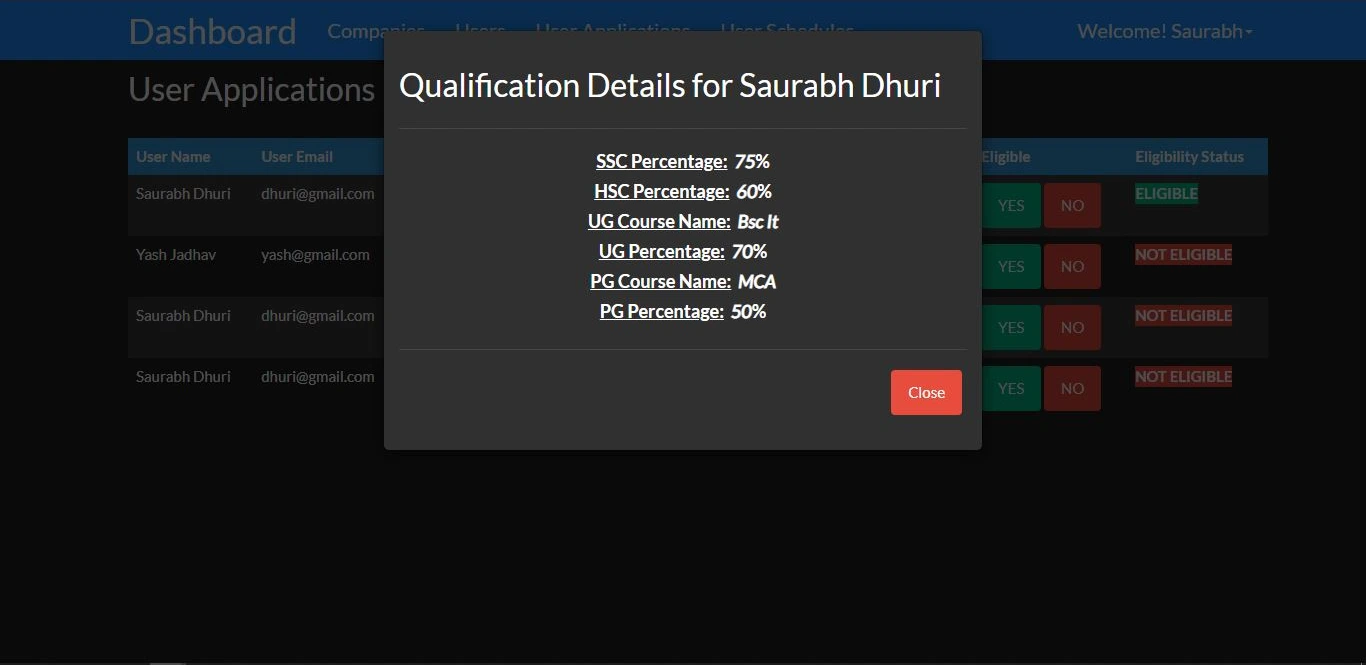 Dashboard Companies Users User Applications User Schedules Welcome! Saurabh
Qualification Details for Saurabh Dhuri
User Applications
User Name User Email Eligible Eligibility Status
SSC Percentage: 75%
Saurabh Dhuri dhuri@gmail.com YES NO ELIGIBLE
HSC Percentage: 60%
UG Course Name: Bsc It
Yash Jadhav yash@gmail.com YES NO NOT ELIGIBLE
UG Percentage: 70%
PG Course Name: MCA
Saurabh Dhuri dhuri@gmail.com YES NO NOT ELIGIBLE
PG Percentage: 50%
Saurabh Dhuri dhuri@gmail.com YES NO NOT ELIGIBLE
Close